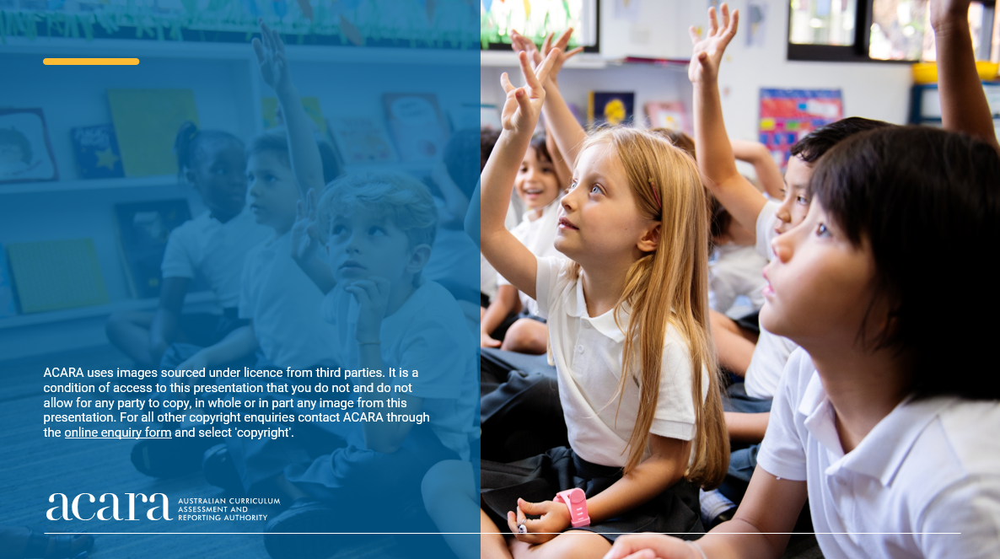 ACARA uses images sourced under licence from third parties. It is a
condition of access to this presentation that you do not and do not
allow for any party to copy, in whole or in part any image from this
presentation. For all other copyright enquiries contact ACARA through
the online enquiry form and select 'copyright'.
acara AUSTRALIAN CURRICULUM
ASSESSMENT AND
REPORTING AUTHORITY